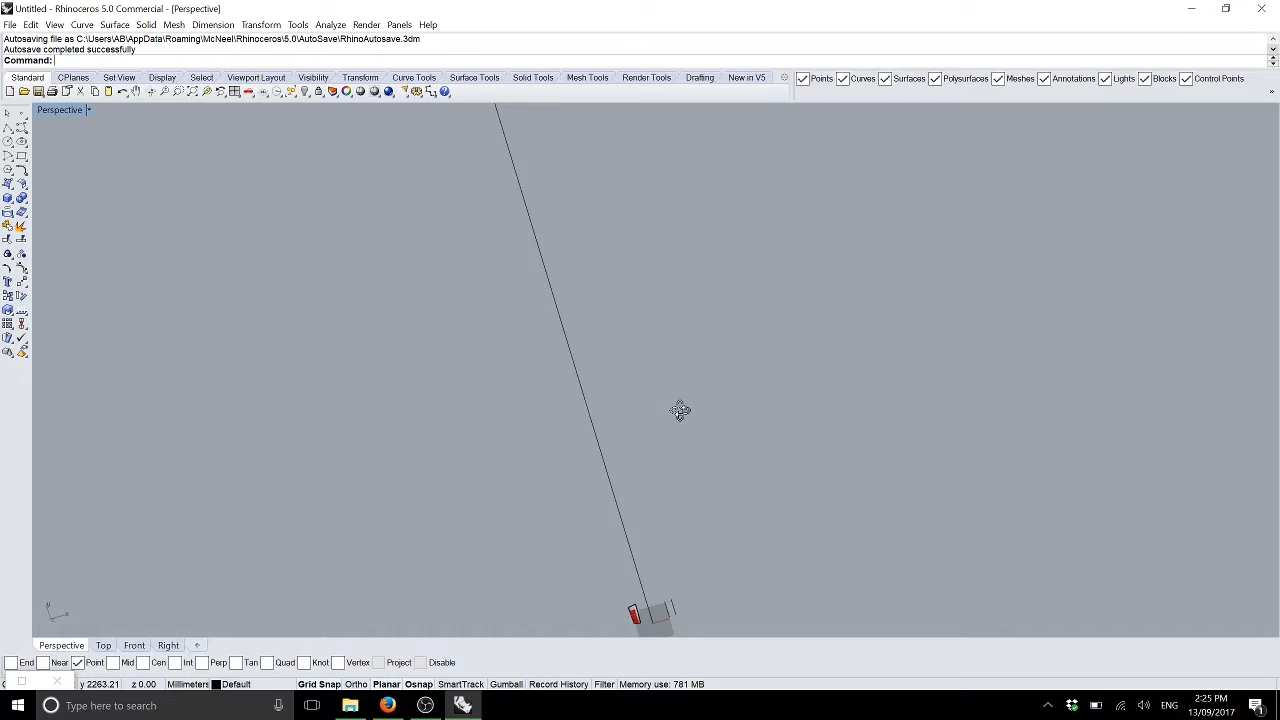 Untitled - Rhinoceros 5.0 Commercial - [Perspective]
File Edit View Curve Surface Solid Mesh Dimension Transform Tools Analyze Render Panels Help
Autosaving file as C:\Users\AB\AppData\Roaming\McNeel\Rhinoceros\5.0\AutoSave\RhinoAutosave.3dm
Autosave completed successfully
Command:
Standard CPlanes Set View Display Select Viewport Layout Visibility Transform Curve Tools Surface Tools Solid Tools Mesh Tools Render Tools Drafting New in V5 Points Curves Surfaces Polysurfaces Meshes Annotations Lights Blocks Control Points
Perspective
Perspective Top Front Right
End Near Point Mid Cen Int Perp Tan Quad Knot Vertex Project Disable
y 2263.21 z 0.00 Millimeters Default Grid Snap Ortho Planar Osnap SmartTrack Gumball Record History Filter Memory use: 781 MB
Type here to search ENG 2:25 PM
13/09/2017 1